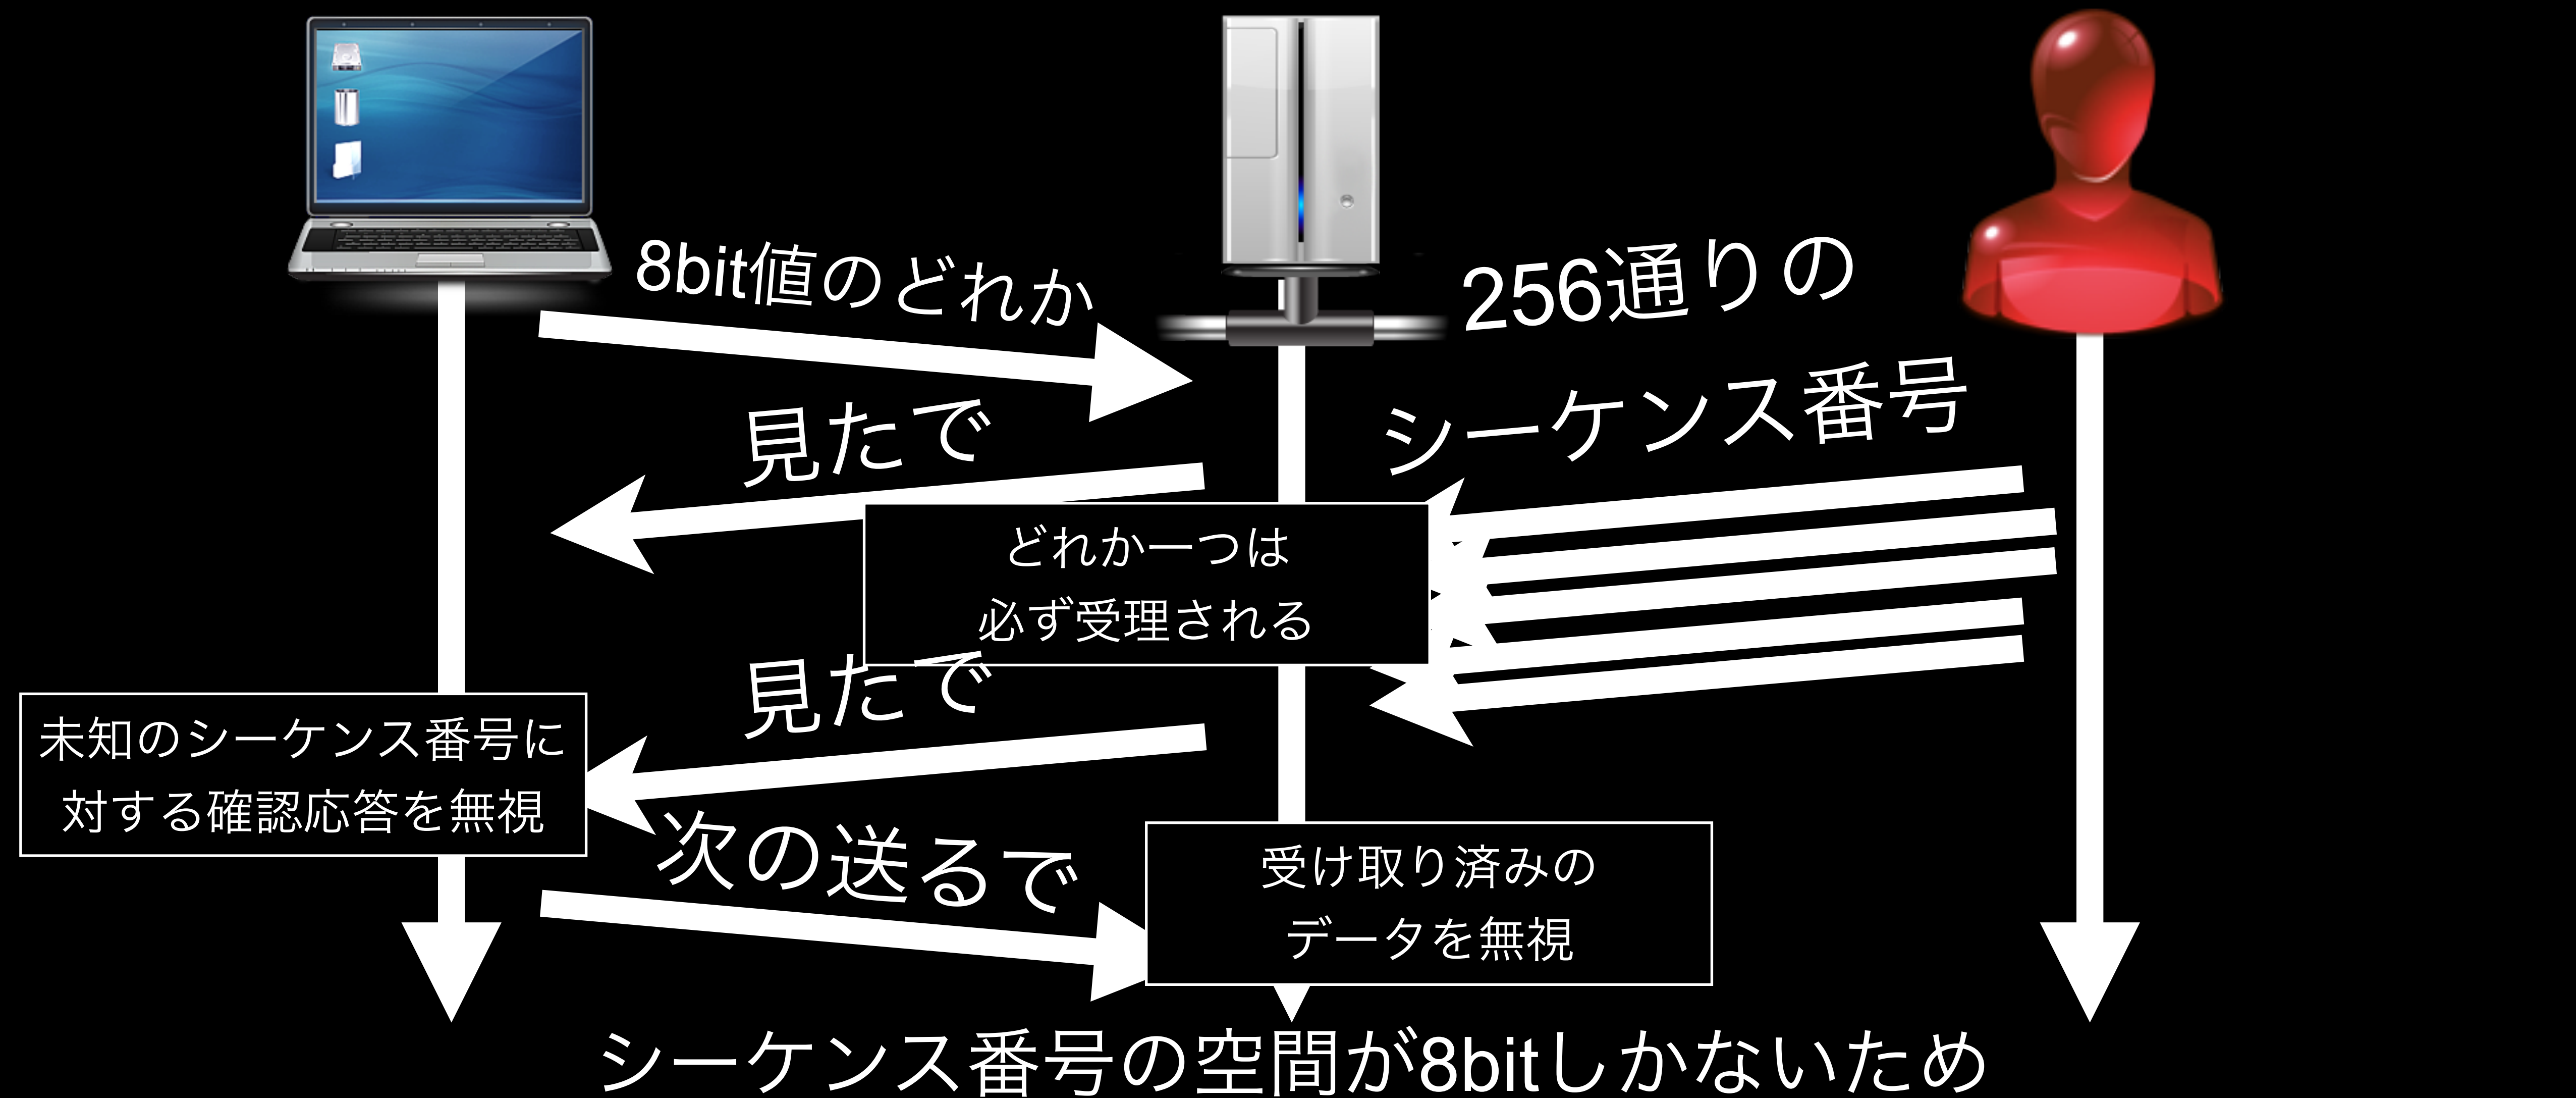 8bit値のどれか
256通りの
シーケンス番号
見たで
どれか一つは
必ず受理される
見たで
未知のシーケンス番号に
対する確認応答を無視
次の送るで
受け取り済みの
データを無視
シーケンス番号の空間が8bitしかないため